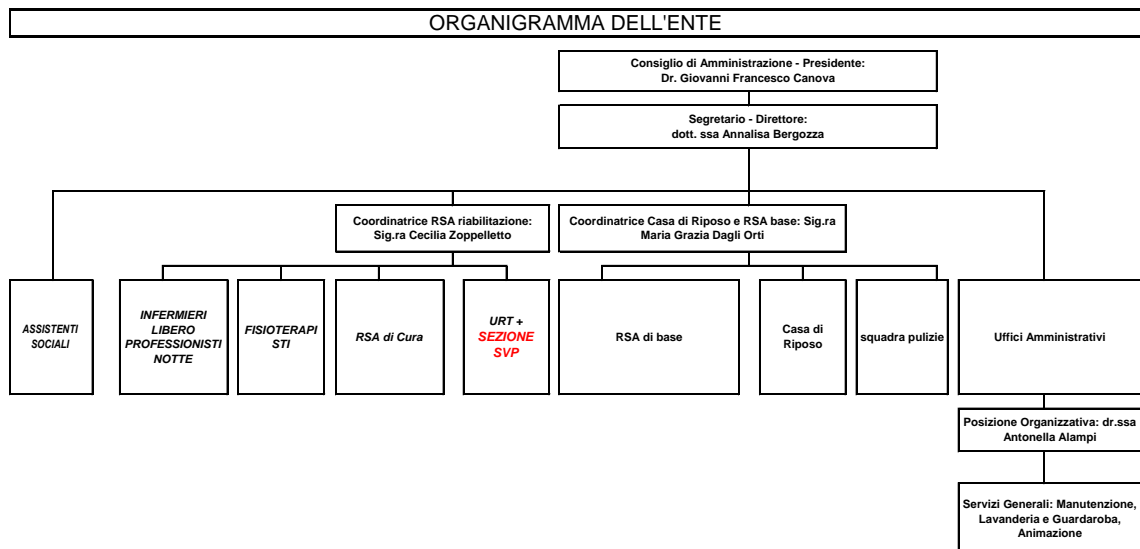 ORGANIGRAMMA DELL'ENTE
Consiglio di Amministrazione - Presidente:
Dr. Giovanni Francesco Canova
Segretario - Direttore:
dott. ssa Annalisa Bergozza
Coordinatrice RSA riabilitazione:
Sig.ra Cecilia Zoppelletto
Coordinatrice Casa di Riposo e RSA base: Sig.ra
Maria Grazia Dagli Orti
ASSISTENTI
SOCIALI
INFERMIERI
LIBERO
PROFESSIONISTI
NOTTE
FISIOTERAPI
STI
RSA di Cura
URT +
SEZIONE
SVP
RSA di base
Casa di
Riposo
squadra pulizie
Uffici Amministrativi
Posizione Organizzativa: dr.ssa
Antonella Alampi
Servizi Generali: Manutenzione,
Lavanderia e Guardaroba,
Animazione